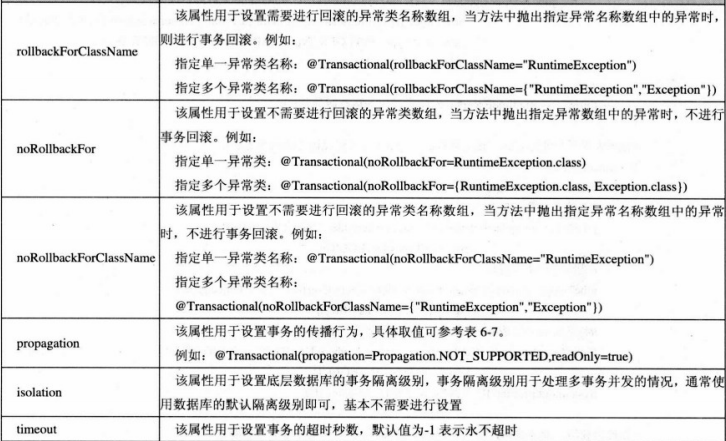 rollbackForClassName
该属性用于设置需要进行回滚的异常类名称数组，当方法中抛出指定异常名称数组中的异常时，
则进行事务回滚。例如：
指定单一异常类名称：@Transactional(rollbackForClassName="RuntimeException")
指定多个异常类名称：@Transactional(rollbackForClassName={"RuntimeException","Exception"})
noRollbackFor
该属性用于设置不需要进行回滚的异常类数组，当方法中抛出指定异常数组中的异常时，不进行
事务回滚。例如：
指定单一异常类：@Transactional(noRollbackFor=RuntimeException.class)
指定多个异常类：@Transactional(noRollbackFor={RuntimeException.class, Exception.class})
noRollbackForClassName
该属性用于设置不需要进行回滚的异常类名称数组，当方法中抛出指定异常名称数组中的异常
时，不进行事务回滚。例如：
指定单一异常类名称：@Transactional(noRollbackForClassName="RuntimeException")
指定多个异常类名称：
@Transactional(noRollbackForClassName={"RuntimeException","Exception"})
propagation
该属性用于设置事务的传播行为，具体取值可参考表 6-7。
例如：@Transactional(propagation=Propagation.NOT_SUPPORTED,readOnly=true)
isolation
该属性用于设置底层数据库的事务隔离级别，事务隔离级别用于处理多事务并发的情况，通常使
用数据库的默认隔离级别即可，基本不需要进行设置
timeout
该属性用于设置事务的超时秒数，默认值为-1 表示永不超时